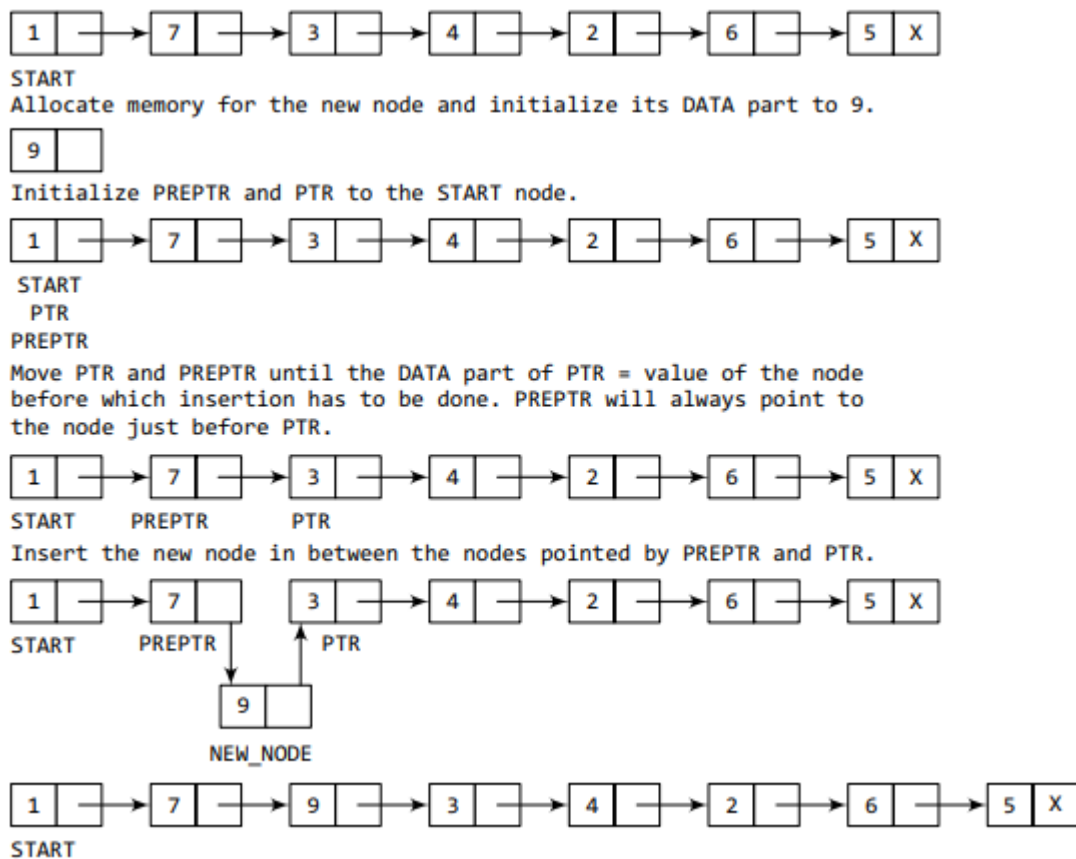 1 7 3 4 2 6 5 X
START
Allocate memory for the new node and initialize its DATA part to 9.
9
Initialize PREPTR and PTR to the START node.
1 7 3 4 2 6 5 X
START
PTR
PREPTR
Move PTR and PREPTR until the DATA part of PTR = value of the node
before which insertion has to be done. PREPTR will always point to
the node just before PTR.
1 7 3 4 2 6 5 X
START PREPTR PTR
Insert the new node in between the nodes pointed by PREPTR and PTR.
1 7 3 4 2 6 5 X
START PREPTR PTR
9
NEW_NODE
1 7 9 3 4 2 6 5 X
START